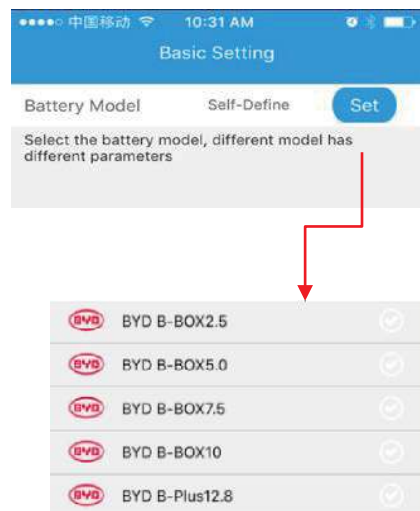 中国移动 10:31 AM
Basic Setting
Battery Model Self-Define Set
Select the battery model, different model has
different parameters
BYD BYD B-BOX2.5
BYD BYD B-BOX5.0
BYD BYD B-BOX7.5
BYD BYD B-BOX10
BYD BYD B-Plus12.8